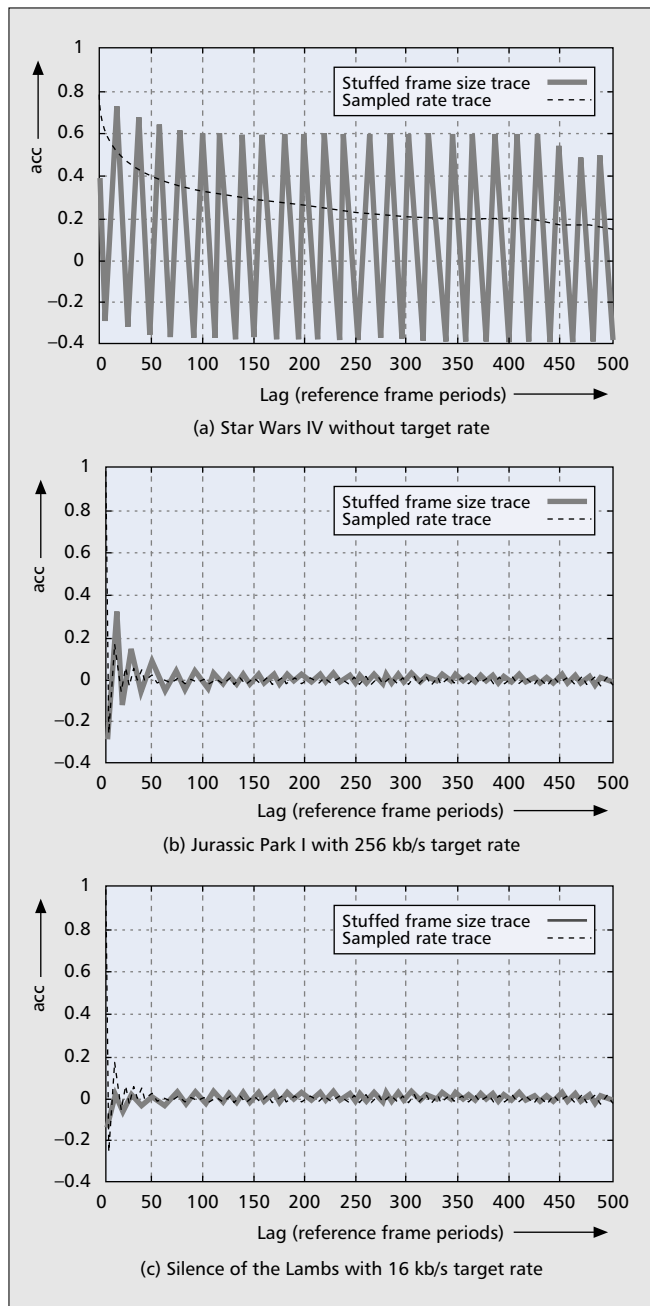 1
0.8
0.6
0.4
0.2
0
−0.2
−0.4
acc
Stuffed frame size trace
Sampled rate trace
0 50 100 150 200 250 300 350 400 450 500
Lag (reference frame periods)
(a) Star Wars IV without target rate
1
0.8
0.6
0.4
0.2
0
−0.2
−0.4
acc
Stuffed frame size trace
Sampled rate trace
0 50 100 150 200 250 300 350 400 450 500
Lag (reference frame periods)
(b) Jurassic Park I with 256 kb/s target rate
1
0.8
0.6
0.4
0.2
0
−0.2
−0.4
acc
Stuffed frame size trace
Sampled rate trace
0 50 100 150 200 250 300 350 400 450 500
Lag (reference frame periods)
(c) Silence of the Lambs with 16 kb/s target rate